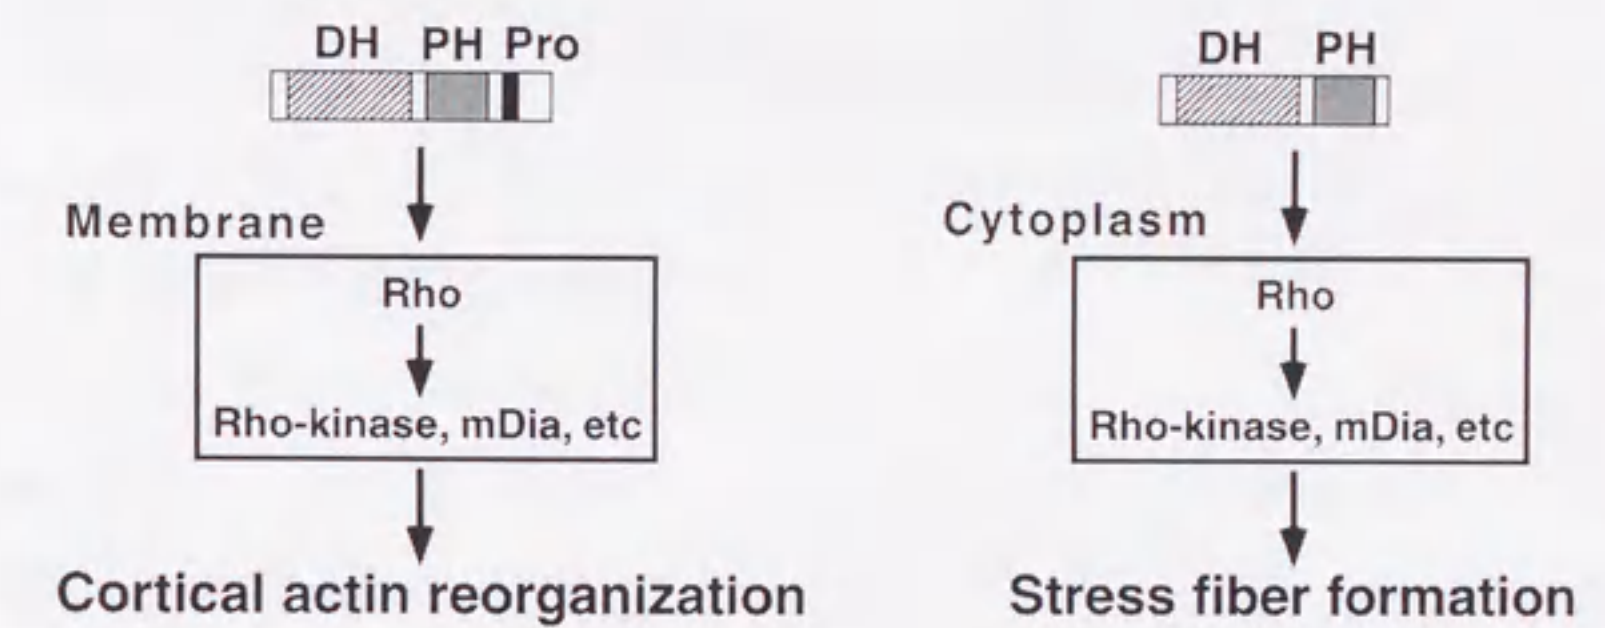 DH PH Pro
Membrane
Rho
Rho-kinase, mDia, etc
Cortical actin reorganization
DH PH
Cytoplasm
Rho
Rho-kinase, mDia, etc
Stress fiber formation